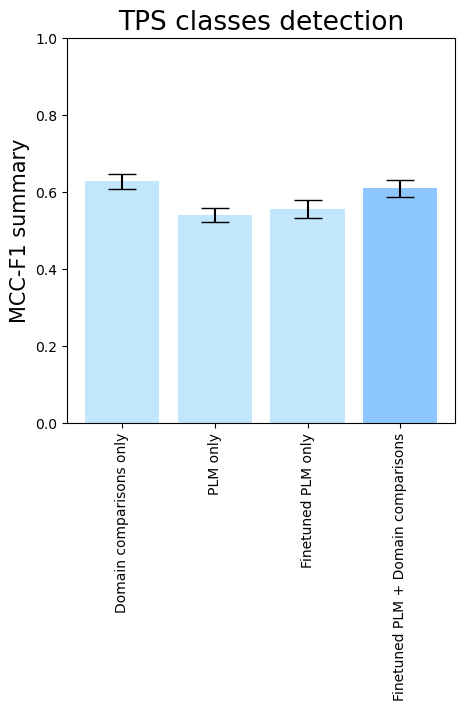 TPS classes detection
MCC-F1 summary
1.0
0.8
0.6
0.4
0.2
0.0
Domain comparisons only
PLM only
Finetuned PLM only
Finetuned PLM + Domain comparisons